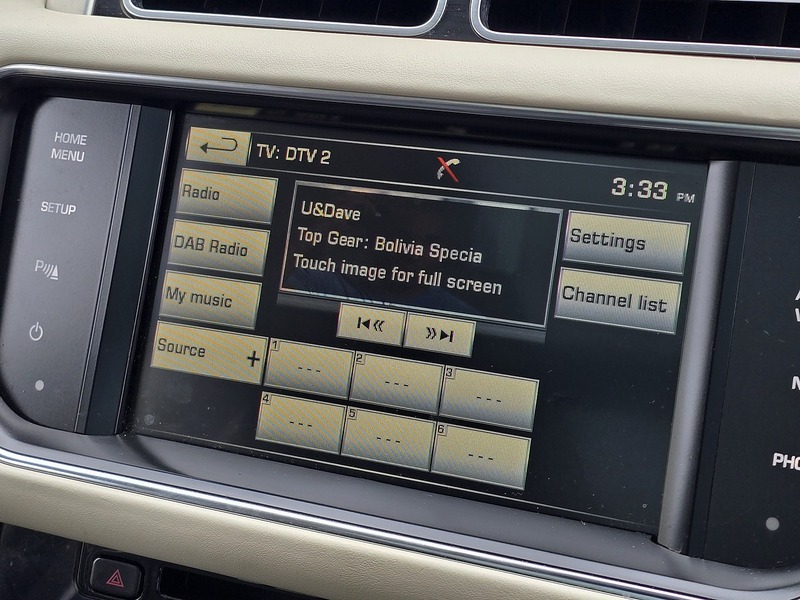 HOME
MENU
SETUP
P
TV: DTV 2
3:33 PM
Radio
DAB Radio
My music
Source +
U&Dave
Top Gear: Bolivia Specia
Touch image for full screen
Settings
Channel list
1 ---
2 ---
3 ---
4 ---
5 ---
6 ---